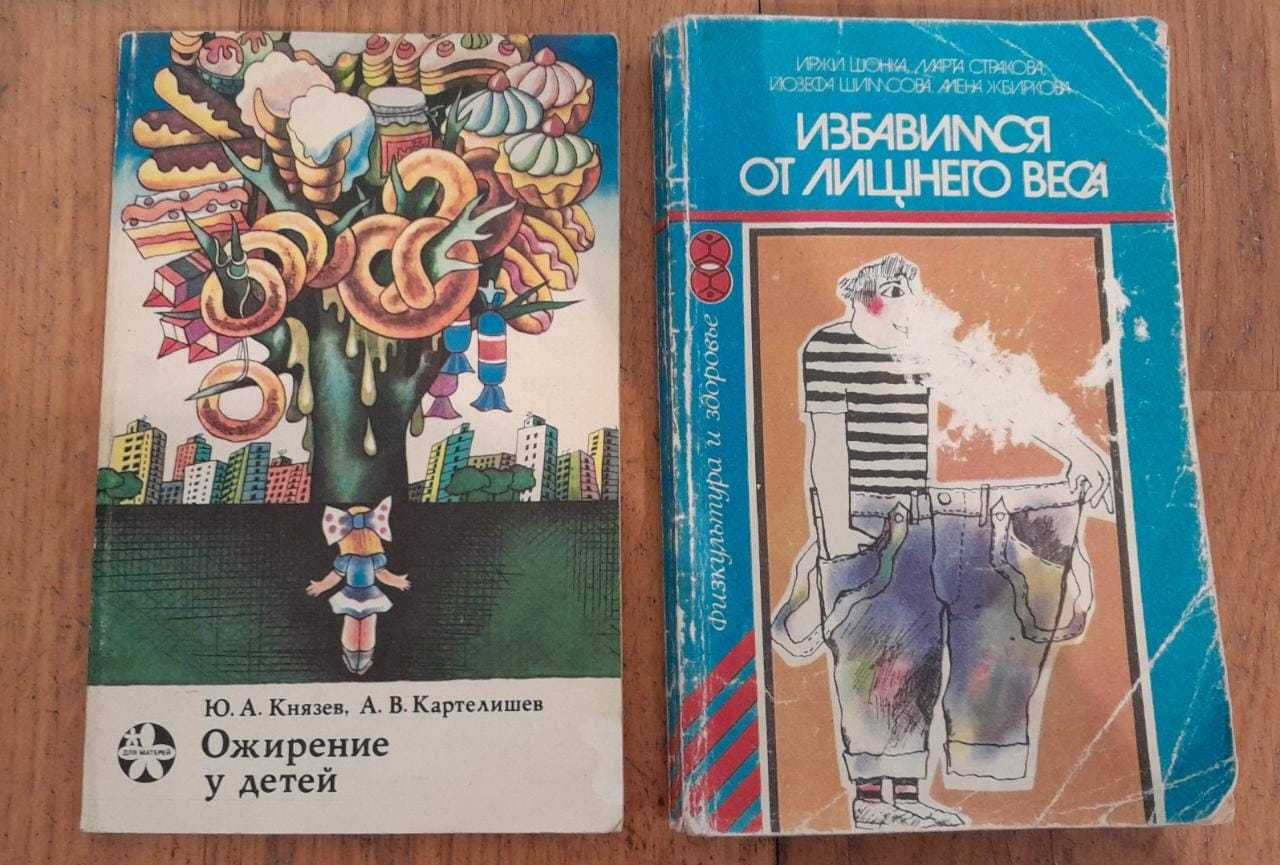 Ю. А. Князев, А. В. Картелишев
ДЛЯ МАТЕРЕЙ
Ожирение
у детей
ИРЖИ ШОНКА, МАРТА СТРАКОВА,
ЙОЗЕФА ШИМСОВА, АЛЕНА ЖБИРКОВА
ИЗБАВИМСЯ
ОТ ЛИШНЕГО ВЕСА
физкультура и здоровье